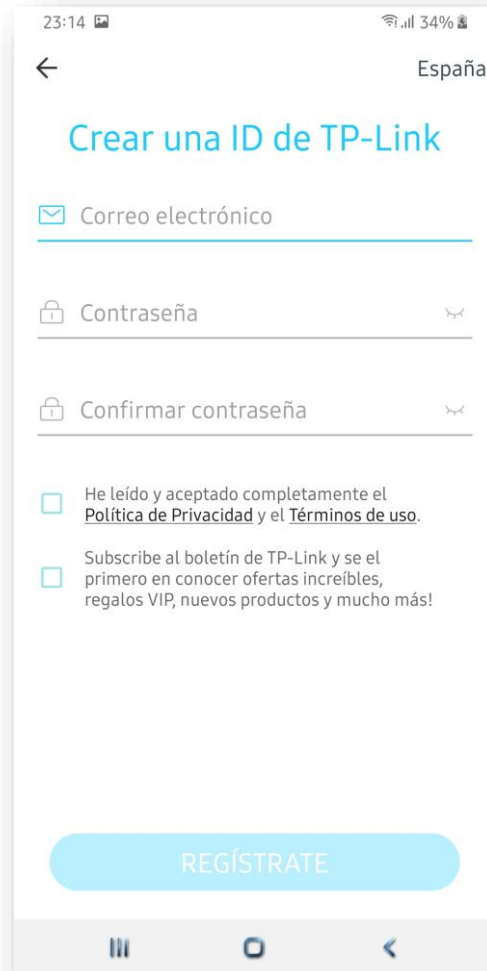 23:14 34%
España
Crear una ID de TP-Link
Correo electrónico
Contraseña
Confirmar contraseña
He leído y aceptado completamente el
Política de Privacidad y el Términos de uso.
Subscribe al boletín de TP-Link y se el
primero en conocer ofertas increíbles,
regalos VIP, nuevos productos y mucho más!
REGÍSTRATE